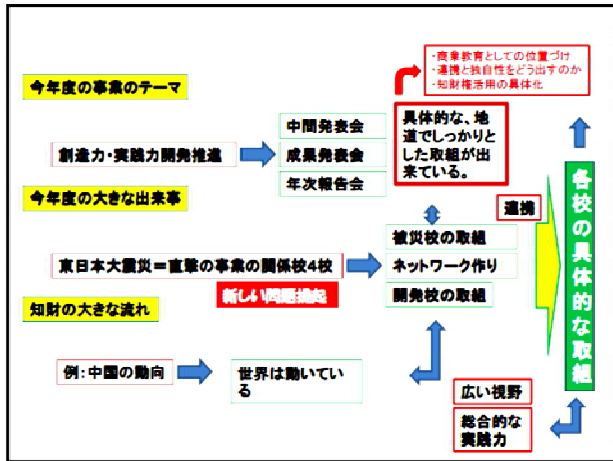 ・商業教育としての位置づけ
・連携と独自性をどう出すのか
・知財権活用の具体化
今年度の事業のテーマ
創造力・実践力開発推進
中間発表会
成果発表会
年次報告会
具体的な、地
道でしっかりと
した取組が出
来ている。
今年度の大きな出来事
東日本大震災＝直撃の事業の関係校4校
新しい問題提起
被災校の取組
ネットワーク作り
開発校の取組
連携
各校の具体的な取組
知財の大きな流れ
例：中国の動向
世界は動いてい
る
広い視野
総合的な
実践力